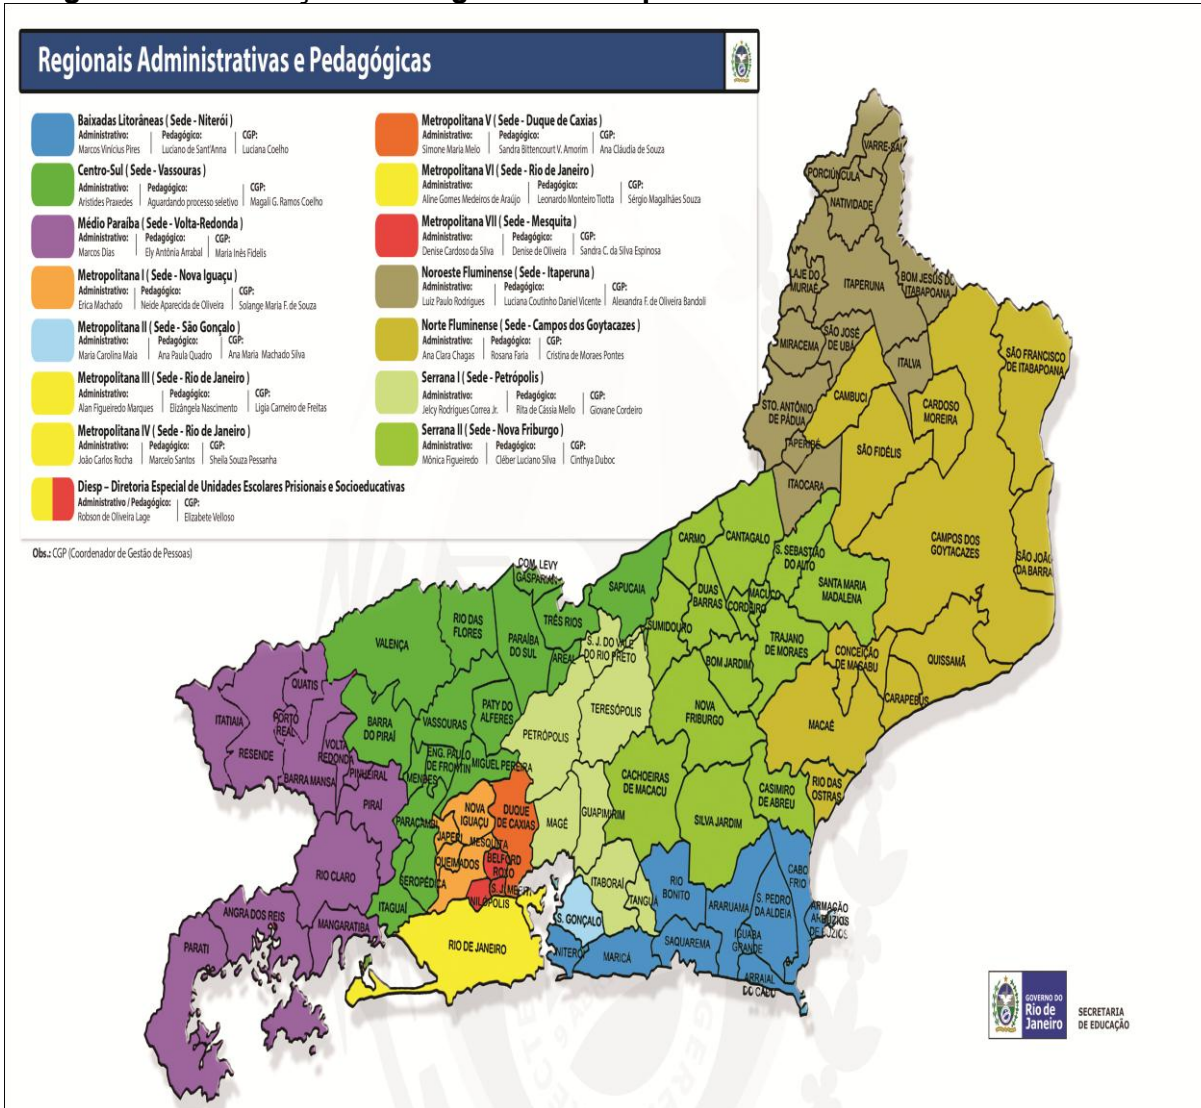 Regionais Administrativas e Pedagógicas
Baixadas Litorâneas ( Sede - Niterói )
Administrativo: Pedagógico: CGP:
Marcos Vinícius Pires Luciano de Sant'Anna Luciana Coelho
Centro-Sul ( Sede - Vassouras )
Administrativo: Pedagógico: CGP:
Aristides Praxedes Aguardando processo seletivo Magali G. Ramos Coelho
Médio Paraíba ( Sede - Volta-Redonda )
Administrativo: Pedagógico: CGP:
Marcos Dias Ely Antônia Arrabal Maria Inês Fidelis
Metropolitana I ( Sede - Nova Iguaçu )
Administrativo: Pedagógico: CGP:
Erica Machado Neide Aparecida de Oliveira Solange Maria F. de Souza
Metropolitana II ( Sede - São Gonçalo )
Administrativo: Pedagógico: CGP:
Maria Carolina Maia Ana Paula Quadro Ana Maria Machado Silva
Metropolitana III ( Sede - Rio de Janeiro )
Administrativo: Pedagógico: CGP:
Alan Figueiredo Marques Elizângela Nascimento Ligia Carneiro de Freitas
Metropolitana IV ( Sede - Rio de Janeiro )
Administrativo: Pedagógico: CGP:
João Carlos Rocha Marcelo Santos Sheila Souza Pessanha
Diesp – Diretoria Especial de Unidades Escolares Prisionais e Socioeducativas
Administrativo / Pedagógico: CGP:
Robson de Oliveira Lage Elizabete Velloso
Metropolitana V ( Sede - Duque de Caxias )
Administrativo: Pedagógico: CGP:
Simone Maria Melo Sandra Bittencourt V. Amorim Ana Cláudia de Souza
Metropolitana VI ( Sede - Rio de Janeiro )
Administrativo: Pedagógico: CGP:
Aline Gomes Medeiros de Araújo Leonardo Monteiro Tiotta Sérgio Magalhães Souza
Metropolitana VII ( Sede - Mesquita )
Administrativo: Pedagógico: CGP:
Denise Cardoso da Silva Denise de Oliveira Sandra C. da Silva Espinosa
Noroeste Fluminense ( Sede - Itaperuna )
Administrativo: Pedagógico: CGP:
Luiz Paulo Rodrigues Luciana Coutinho Daniel Vicente Alexandra F. de Oliveira Bandoli
Norte Fluminense ( Sede - Campos dos Goytacazes )
Administrativo: Pedagógico: CGP:
Ana Clara Chagas Rosana Faria Cristina de Moraes Pontes
Serrana I ( Sede - Petrópolis )
Administrativo: Pedagógico: CGP:
Jelcy Rodrigues Correa Jr. Rita de Cássia Mello Giovane Cordeiro
Serrana II ( Sede - Nova Friburgo )
Administrativo: Pedagógico: CGP:
Mônica Figueiredo Cléber Luciano Silva Cinthya Duboc
Obs.: CGP (Coordenador de Gestão de Pessoas)
VARRE-SAI
PORCIÚNCULA
NATIVIDADE
LAJE DO
MURIAÉ
ITAPERUNA
BOM JESUS DO
ITABAPOANA
MIRACEMA
SÃO JOSÉ
DE UBÁ
ITALVA
SÃO FRANCISCO
DE ITABAPOANA
CAMBUCI
CARDOSO
MOREIRA
STO. ANTÔNIO
DE PÁDUA
APERIBÉ
SÃO FIDÉLIS
ITAOCARA
CAMPOS DOS
GOYTACAZES
SÃO JOÃO
DA BARRA
CARMO
CANTAGALO
S. SEBASTIÃO
DO ALTO
SANTA MARIA
MADALENA
COM. LEVY
GASPARIAN
SAPUCAIA
DUAS
BARRAS
MACUCO
CORDEIRO
VALENÇA
RIO DAS
FLORES
PARAÍBA
DO SUL
TRÊS RIOS
AREAL
SUMIDOURO
S. J. DO VALE
DO RIO PRETO
BOM JARDIM
TRAJANO
DE MORAES
CONCEIÇÃO
DE MACABU
QUISSAMÃ
CARAPEBUS
QUATIS
ITATIAIA
PORTO
REAL
RESENDE
VOLTA
REDONDA
BARRA MANSA
PINHEIRAL
BARRA
DO PIRAÍ
VASSOURAS
PATY DO
ALFERES
ENG. PAULO
DE FRONTIN
MIGUEL PEREIRA
MENDES
PETRÓPOLIS
TERESÓPOLIS
NOVA
FRIBURGO
MACAÉ
RIO DAS
OSTRAS
CACHOEIRAS
DE MACACU
CASIMIRO
DE ABREU
SILVA JARDIM
PIRAÍ
PARACAMBI
NOVA
IGUAÇU
DUQUE
DE CAXIAS
JAPERI
MESQUITA
QUEIMADOS
BELFORD
ROXO
MAGÉ
GUAPIMIRIM
RIO CLARO
SEROPÉDICA
ITAGUAÍ
NILÓPOLIS
ITABORAÍ
TANGUÁ
RIO
BONITO
ARARUAMA
S. PEDRO
DA ALDEIA
CABO
FRIO
IGUABA
GRANDE
ANGRA DOS REIS
MANGARATIBA
PARATI
RIO DE JANEIRO
S. GONÇALO
NITERÓI
MARICÁ
SAQUAREMA
ARRAIAL
DO CABO
GOVERNO DO
Rio de
Janeiro
SECRETARIA
DE EDUCAÇÃO